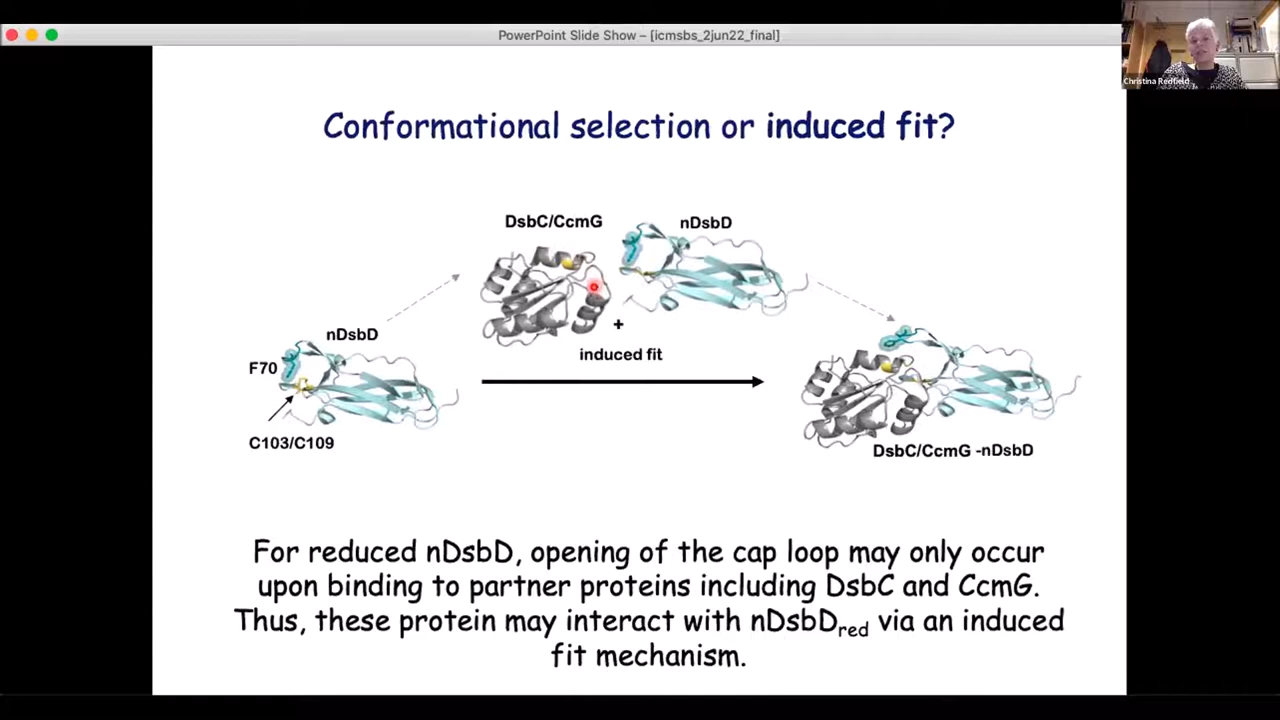 PowerPoint Slide Show – [icmsbs_2jun22_final]
Christina Redfield
Conformational selection or induced fit?
DsbC/CcmG
nDsbD
+
induced fit
nDsbD
F70
C103/C109
DsbC/CcmG -nDsbD
For reduced nDsbD, opening of the cap loop may only occur
upon binding to partner proteins including DsbC and CcmG.
Thus, these protein may interact with nDsbDred via an induced
fit mechanism.